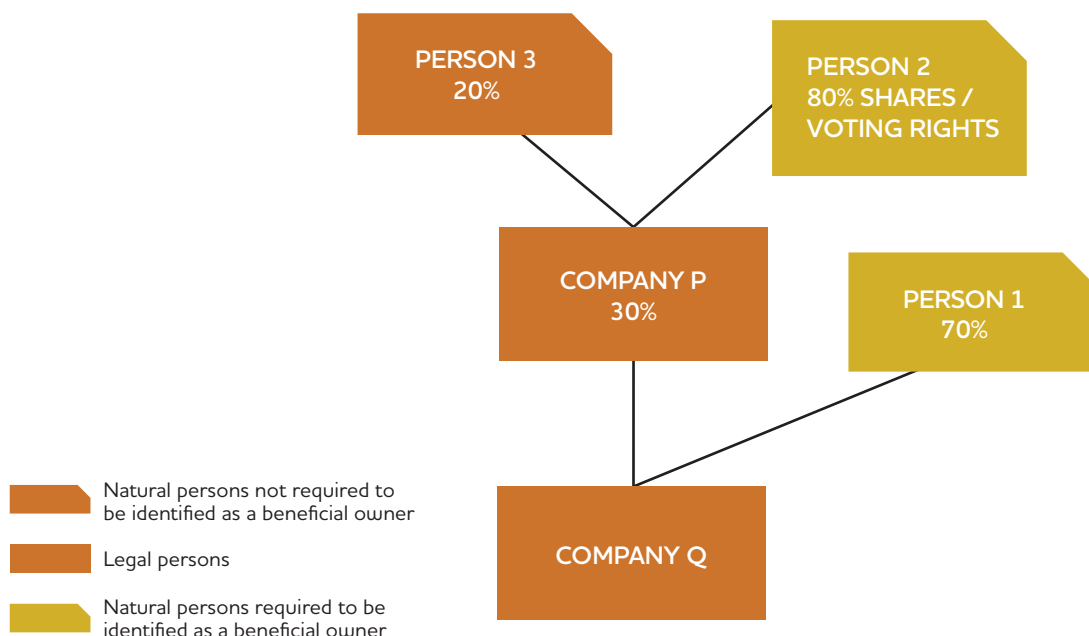 PERSON 3
20%
PERSON 2
80% SHARES /
VOTING RIGHTS
COMPANY P
30%
PERSON 1
70%
COMPANY Q
Natural persons not required to
be identified as a beneficial owner
Legal persons
Natural persons required to be
identified as a beneficial owner